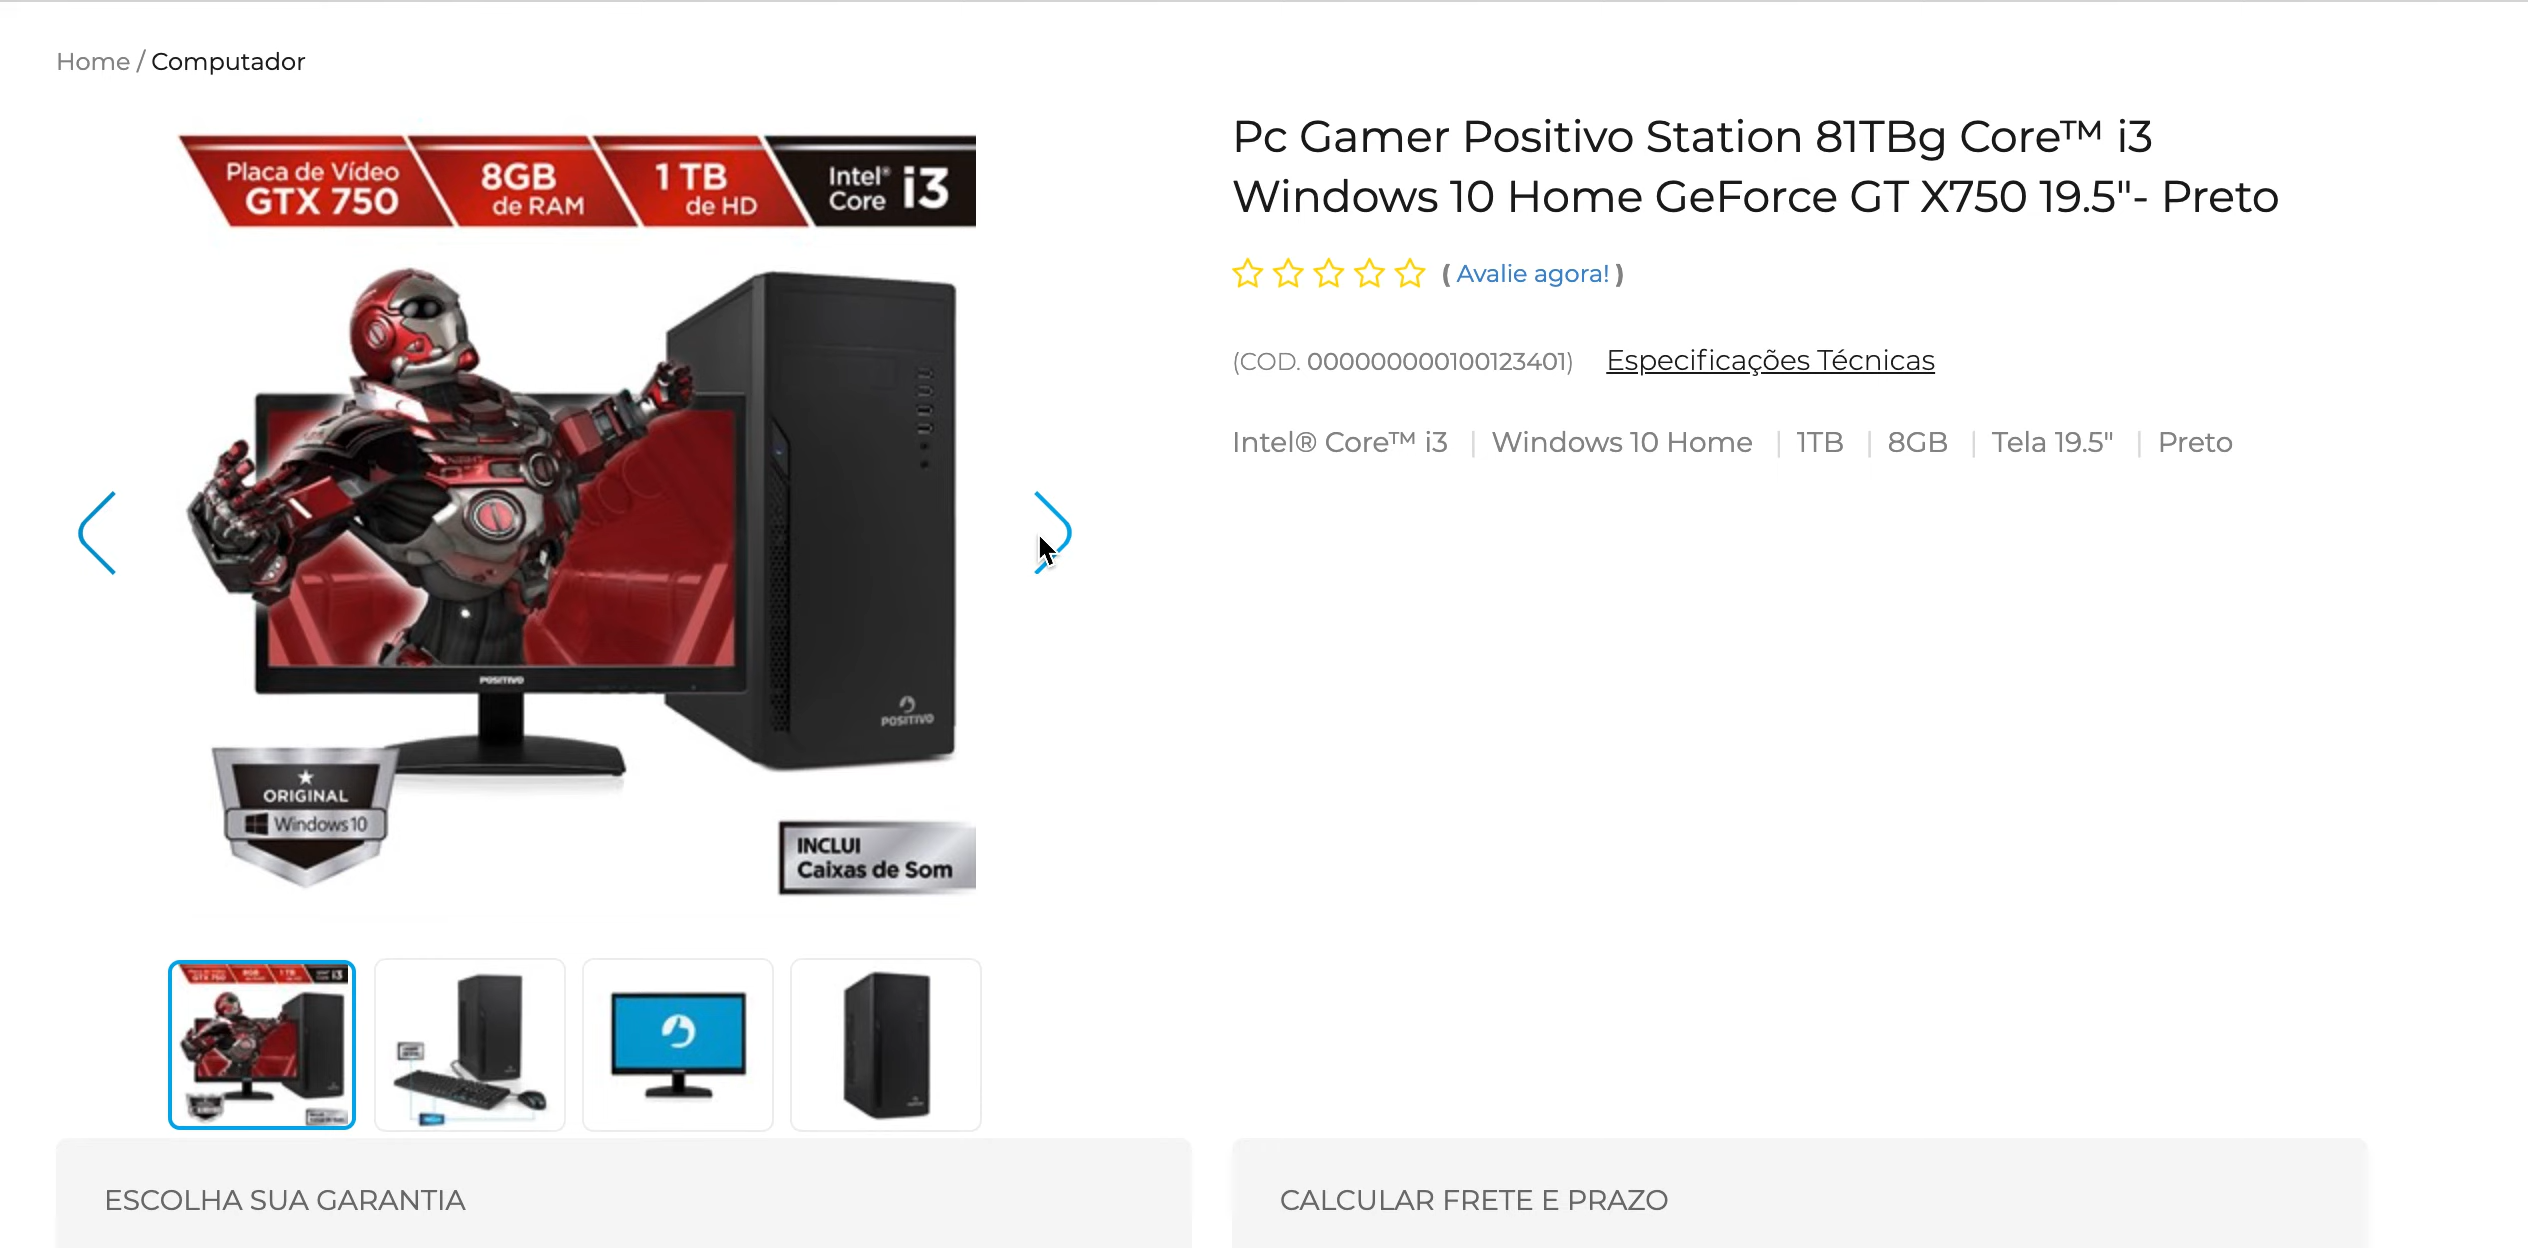 Home / Computador
Placa de Vídeo
GTX 750
8GB
de RAM
1 TB
de HD
Intel®
Core i3
POSITIVO
POSITIVO
ORIGINAL
Windows 10
INCLUI
Caixas de Som
Pc Gamer Positivo Station 81TBg Core™ i3
Windows 10 Home GeForce GT X750 19.5"- Preto
( Avalie agora! )
(COD. 000000000100123401) Especificações Técnicas
Intel® Core™ i3 | Windows 10 Home | 1TB | 8GB | Tela 19.5" | Preto
ESCOLHA SUA GARANTIA
CALCULAR FRETE E PRAZO